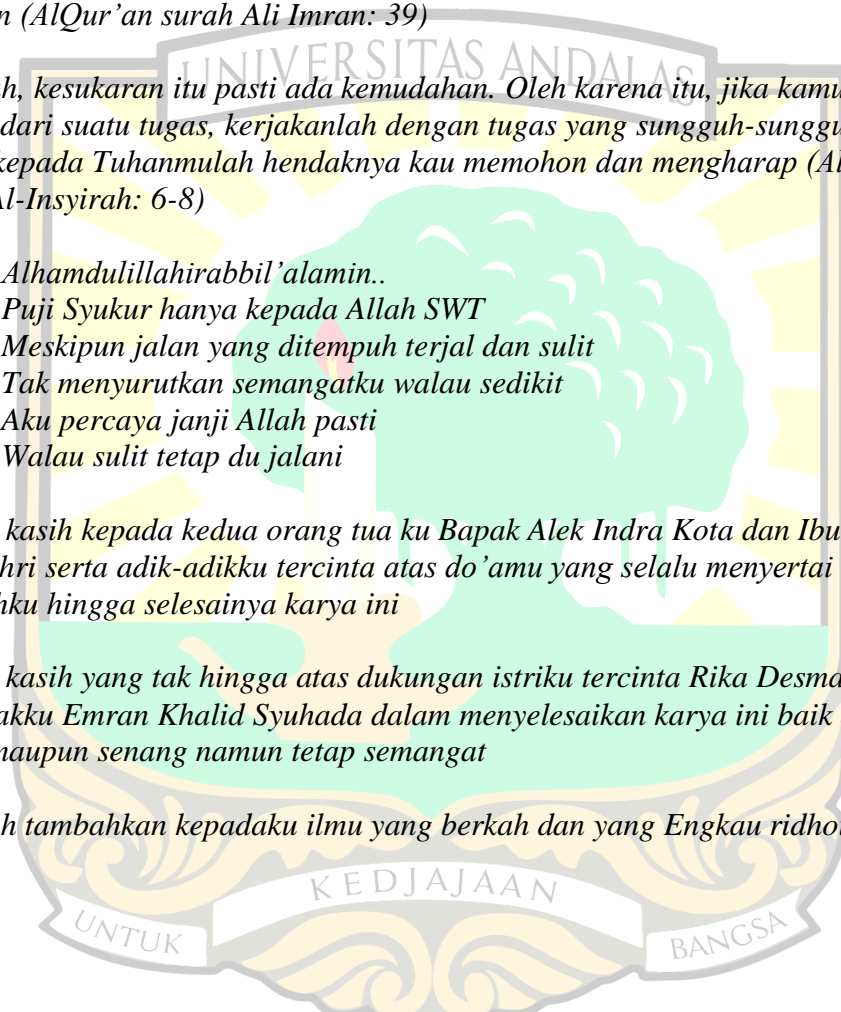 n (AlQur’an surah Ali Imran: 39)
UNIVERSITAS ANDALAS
h, kesukaran itu pasti ada kemudahan. Oleh karena itu, jika kamu
dari suatu tugas, kerjakanlah dengan tugas yang sungguh-sunggu
kepada Tuhanmulah hendaknya kau memohon dan mengharap (Al
Al-Insyirah: 6-8)
Alhamdulillahirabbil’alamin..
Puji Syukur hanya kepada Allah SWT
Meskipun jalan yang ditempuh terjal dan sulit
Tak menyurutkan semangatku walau sedikit
Aku percaya janji Allah pasti
Walau sulit tetap du jalani
kasih kepada kedua orang tua ku Bapak Alek Indra Kota dan Ibu
hri serta adik-adikku tercinta atas do’amu yang selalu menyertai
hku hingga selesainya karya ini
kasih yang tak hingga atas dukungan istriku tercinta Rika Desma
akku Emran Khalid Syuhada dalam menyelesaikan karya ini baik
maupun senang namun tetap semangat
h tambahkan kepadaku ilmu yang berkah dan yang Engkau ridho
UNTUK KEDJAJAAN BANGSA